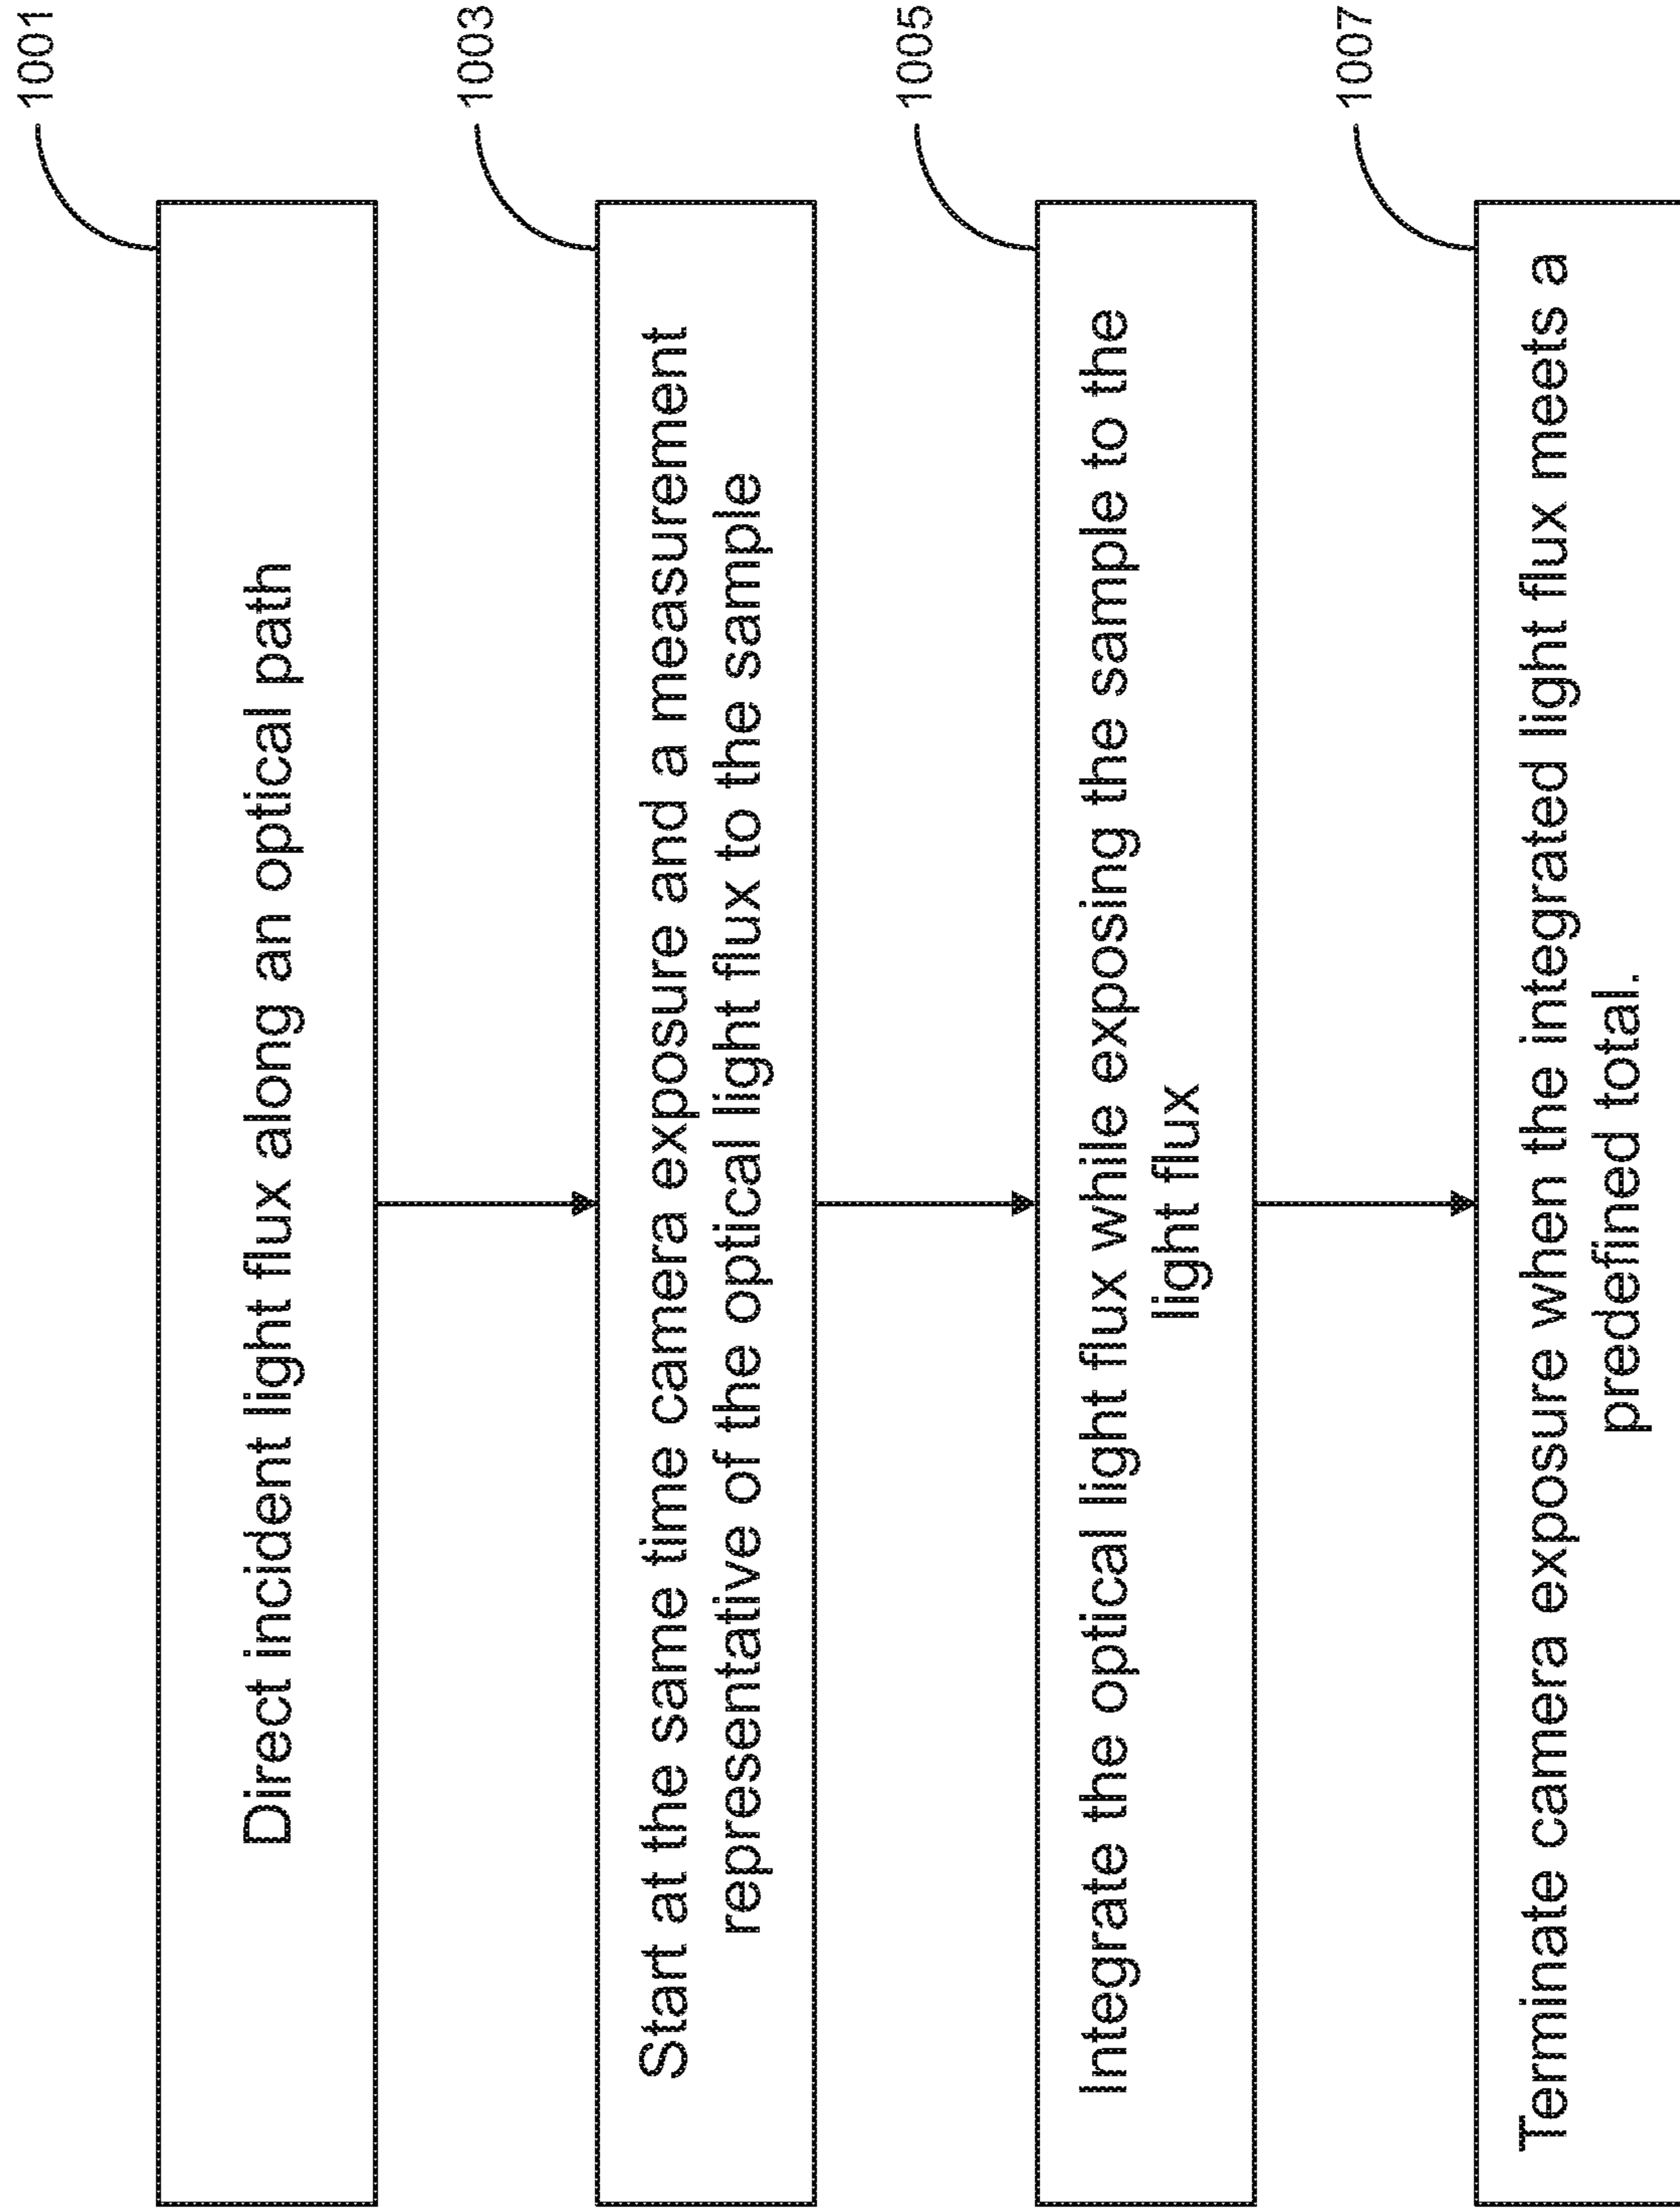 1001
Direct incident light flux along an optical path
1003
Start at the same time camera exposure and a measurement
representative of the optical light flux to the sample
1005
Integrate the optical light flux while exposing the sample to the
light flux
1007
Terminate camera exposure when the integrated light flux meets a
predefined total.